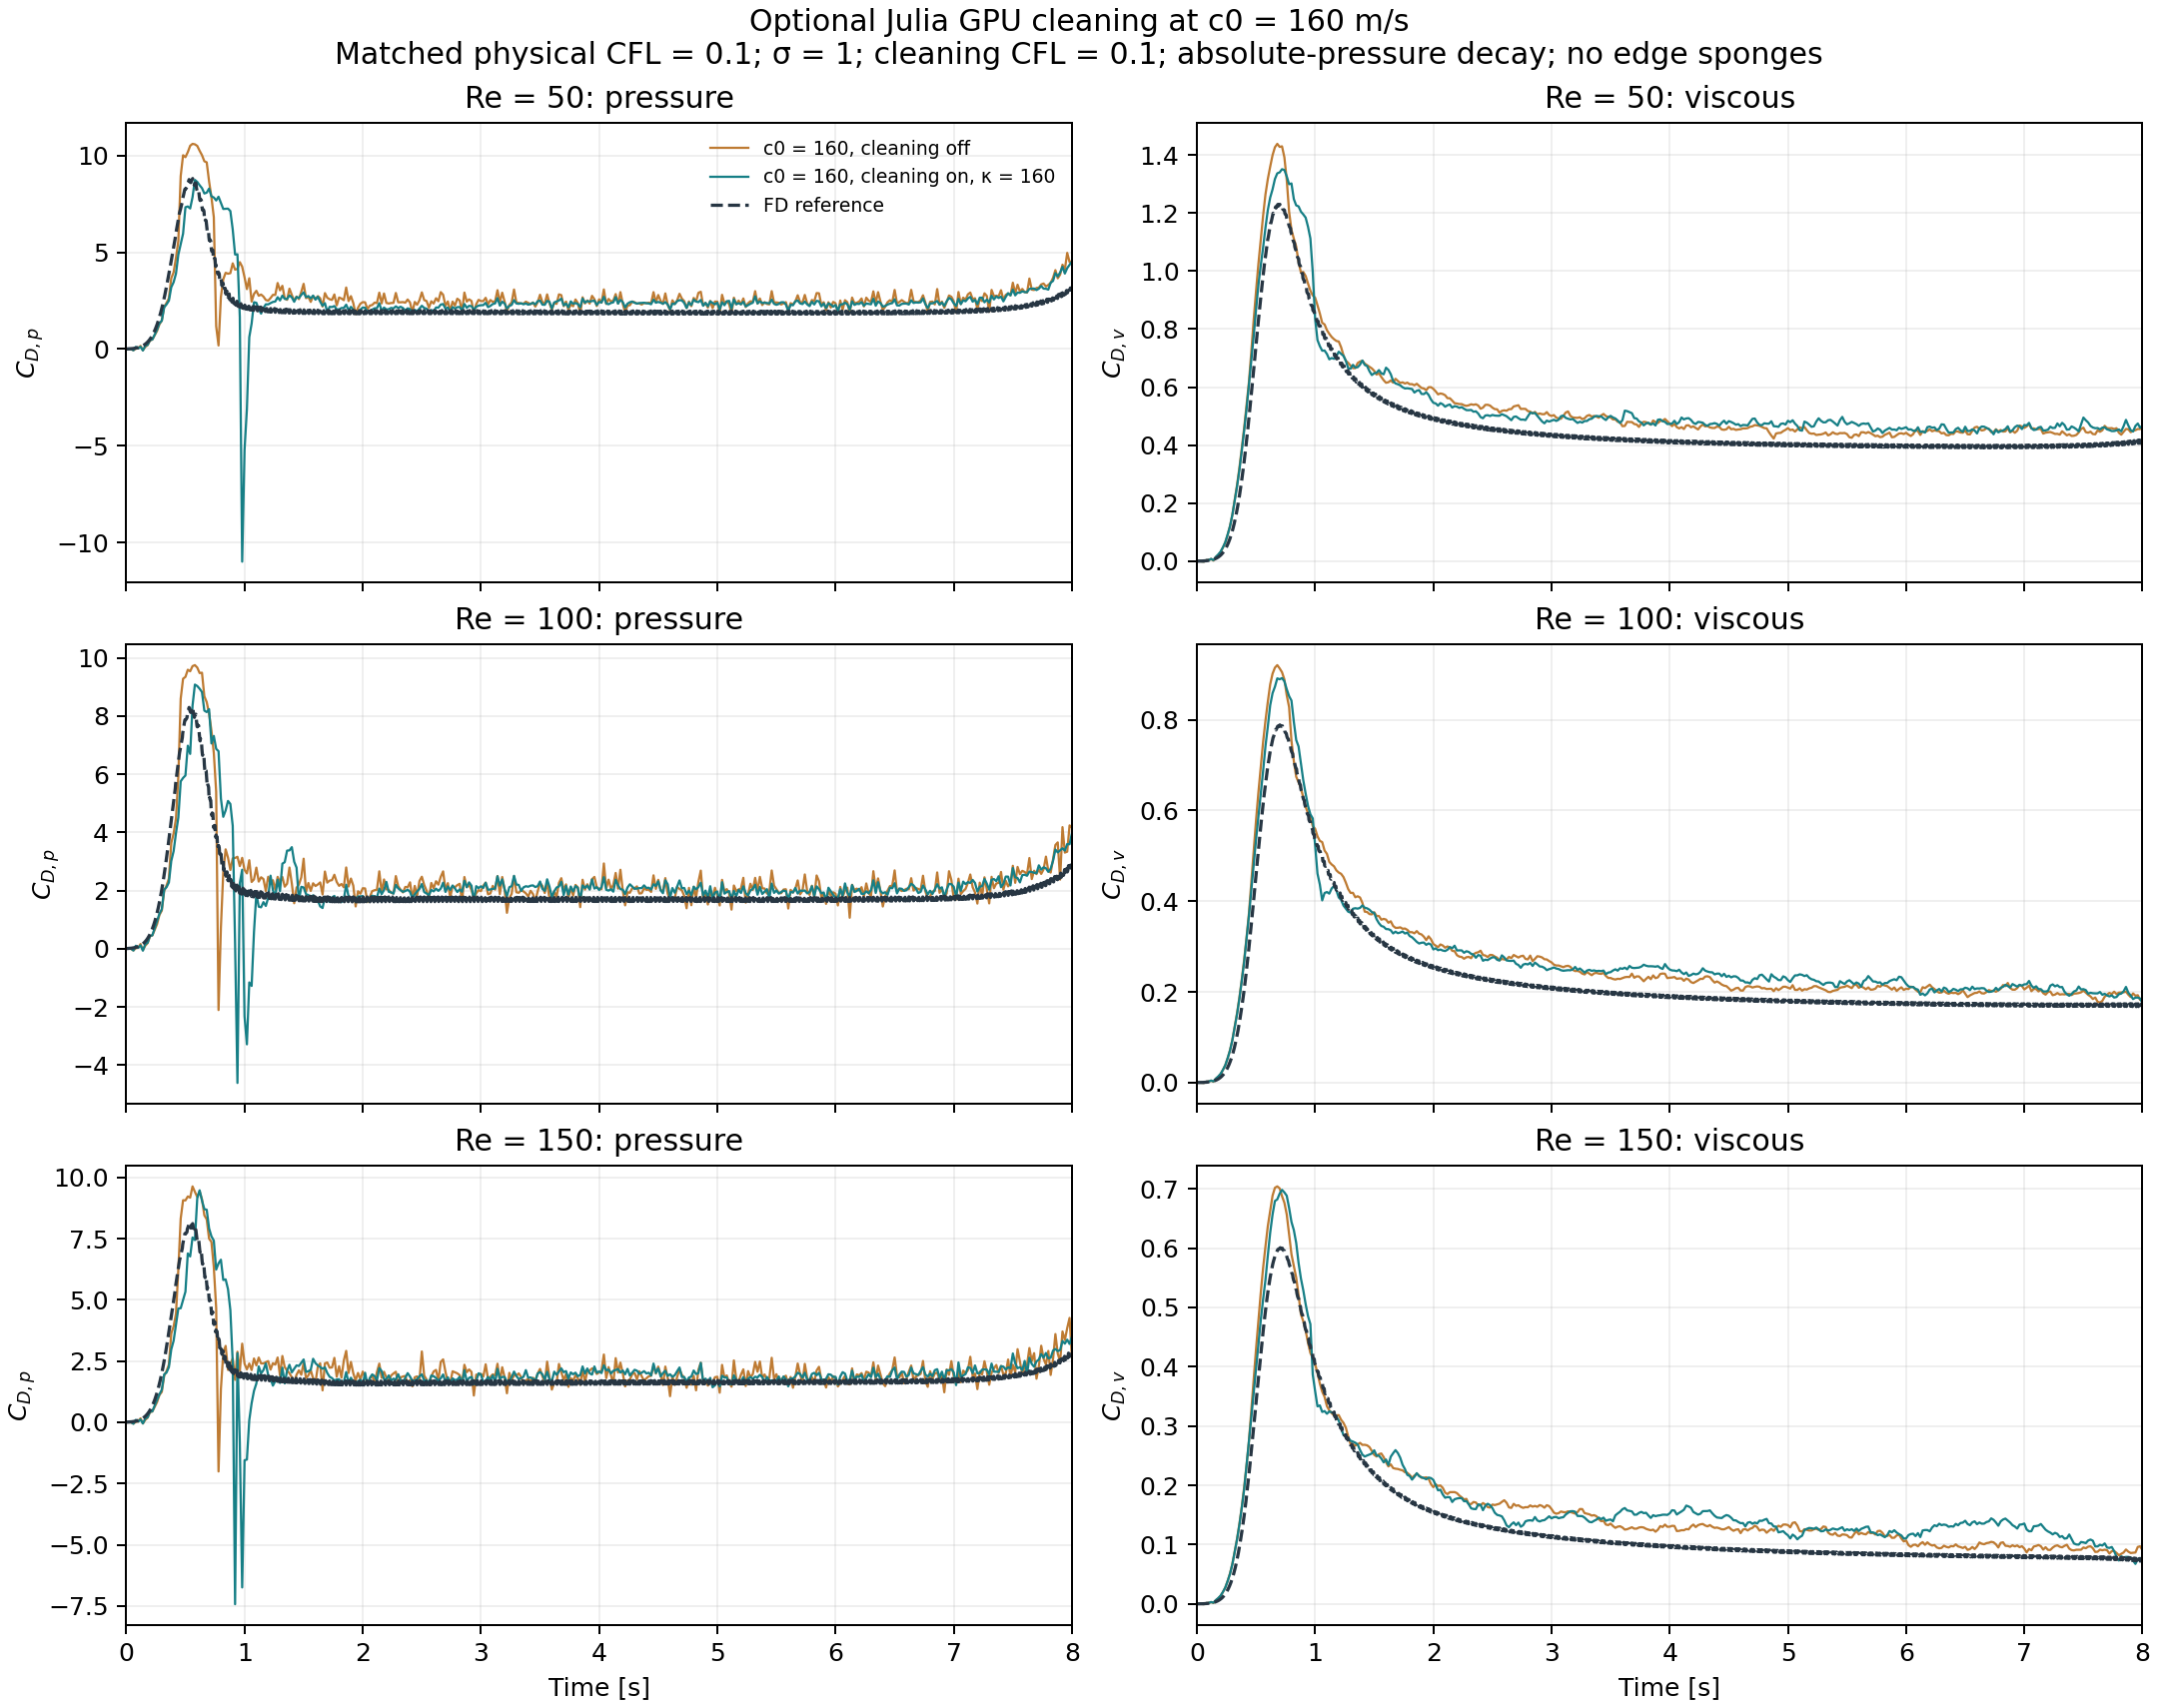 Optional Julia GPU cleaning at c0 = 160 m/s
Matched physical CFL = 0.1; σ = 1; cleaning CFL = 0.1; absolute-pressure decay; no edge sponges
Re = 50: pressure
c0 = 160, cleaning off
c0 = 160, cleaning on, κ = 160
FD reference
10
5
0
−5
−10
C_{D,p}
Re = 50: viscous
1.4
1.2
1.0
0.8
0.6
0.4
0.2
0.0
C_{D,v}
Re = 100: pressure
10
8
6
4
2
0
−2
−4
C_{D,p}
Re = 100: viscous
0.8
0.6
0.4
0.2
0.0
C_{D,v}
Re = 150: pressure
10.0
7.5
5.0
2.5
0.0
−2.5
−5.0
−7.5
C_{D,p}
0 1 2 3 4 5 6 7 8
Time [s]
Re = 150: viscous
0.7
0.6
0.5
0.4
0.3
0.2
0.1
0.0
C_{D,v}
0 1 2 3 4 5 6 7 8
Time [s]